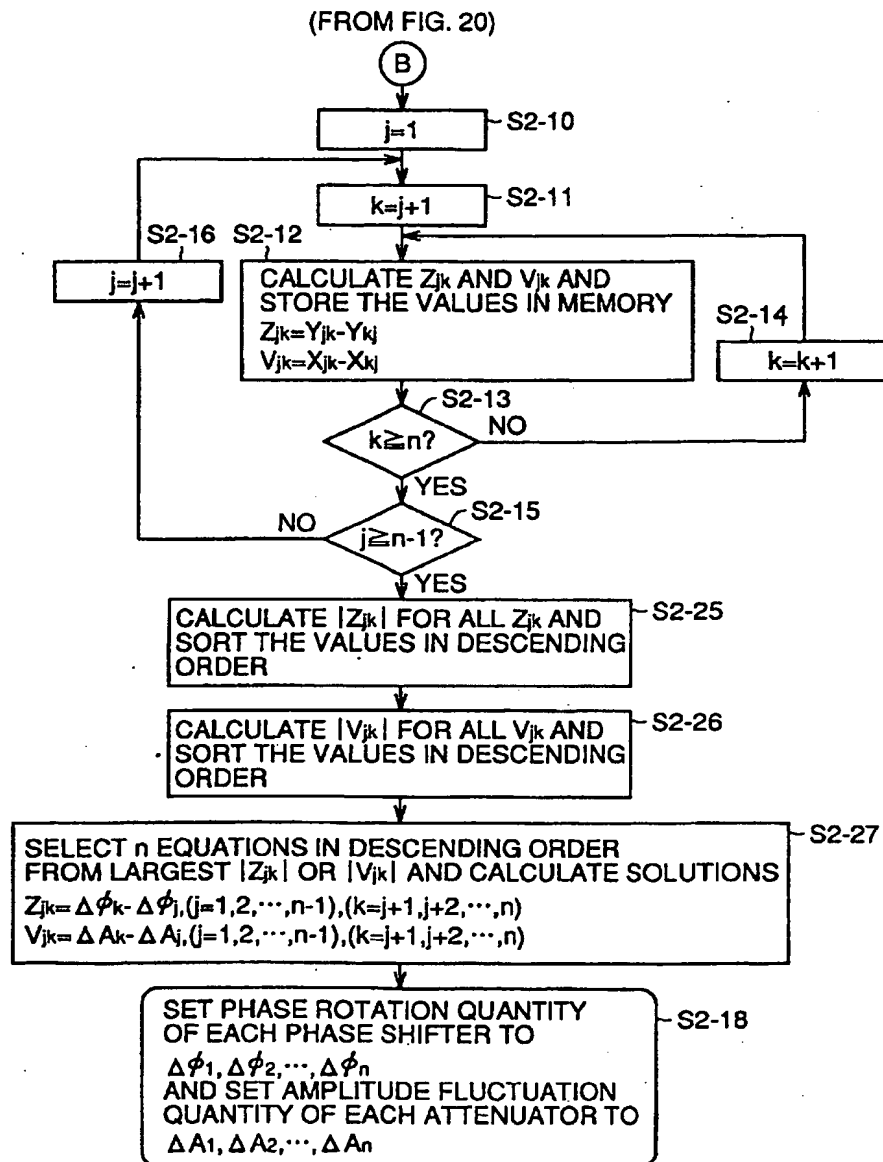 (FROM FIG. 20)
B
j=1
S2-10
k=j+1
S2-11
S2-16
j=j+1
S2-12
CALCULATE Zjk AND Vjk AND
STORE THE VALUES IN MEMORY
Zjk=Yjk-Ykj
Vjk=Xjk-Xkj
S2-14
k=k+1
S2-13
k≧n?
NO
YES
S2-15
NO
j≧n-1?
YES
CALCULATE |Zjk| FOR ALL Zjk AND
SORT THE VALUES IN DESCENDING
ORDER
S2-25
CALCULATE |Vjk| FOR ALL Vjk AND
SORT THE VALUES IN DESCENDING
ORDER
S2-26
SELECT n EQUATIONS IN DESCENDING ORDER
FROM LARGEST |Zjk| OR |Vjk| AND CALCULATE SOLUTIONS
Zjk=Δϕk-Δϕj,(j=1,2,···,n-1),(k=j+1,j+2,···,n)
Vjk=ΔAk-ΔAj,(j=1,2,···,n-1),(k=j+1,j+2,···,n)
S2-27
SET PHASE ROTATION QUANTITY
OF EACH PHASE SHIFTER TO
Δϕ1,Δϕ2,···,Δϕn
AND SET AMPLITUDE FLUCTUATION
QUANTITY OF EACH ATTENUATOR TO
ΔA1,ΔA2,···,ΔAn
S2-18